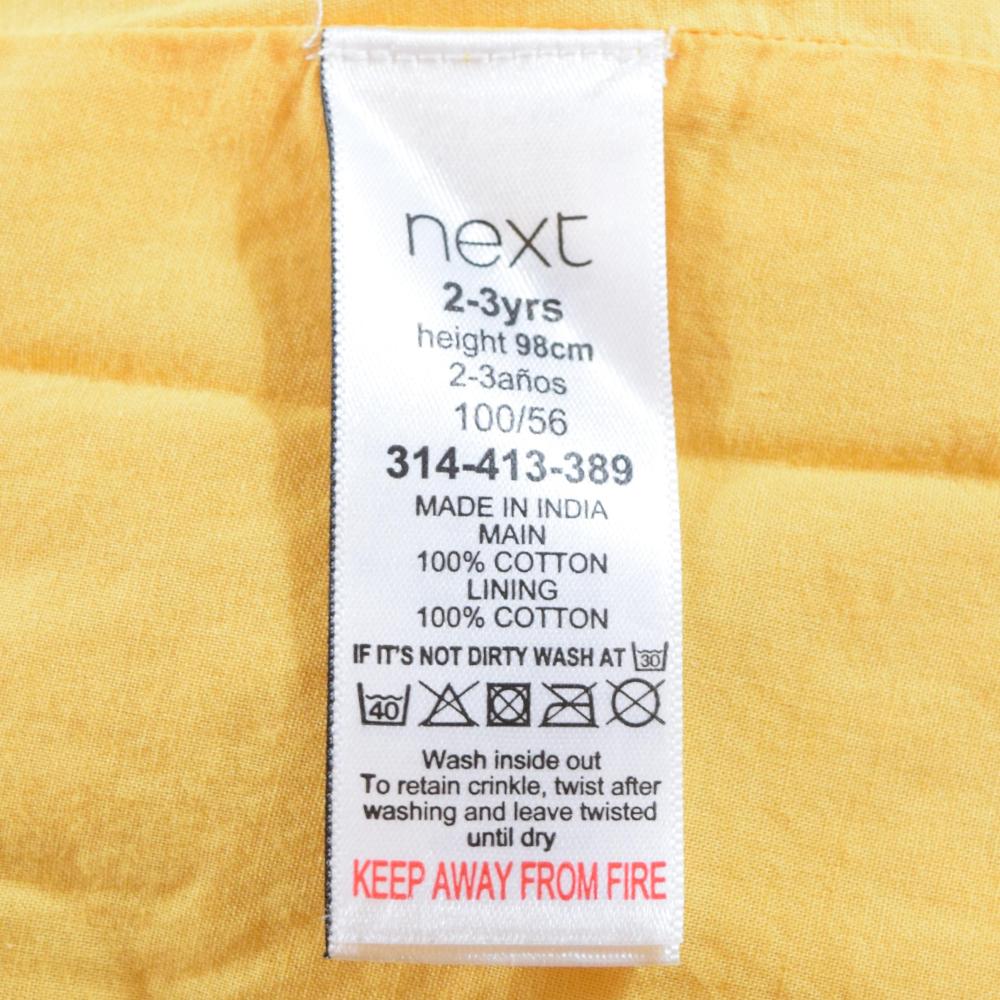 next
2-3yrs
height 98cm
2-3años
100/56
314-413-389
MADE IN INDIA
MAIN
100% COTTON
LINING
100% COTTON
IF IT'S NOT DIRTY WASH AT 30
40
Wash inside out
To retain crinkle, twist after
washing and leave twisted
until dry
KEEP AWAY FROM FIRE